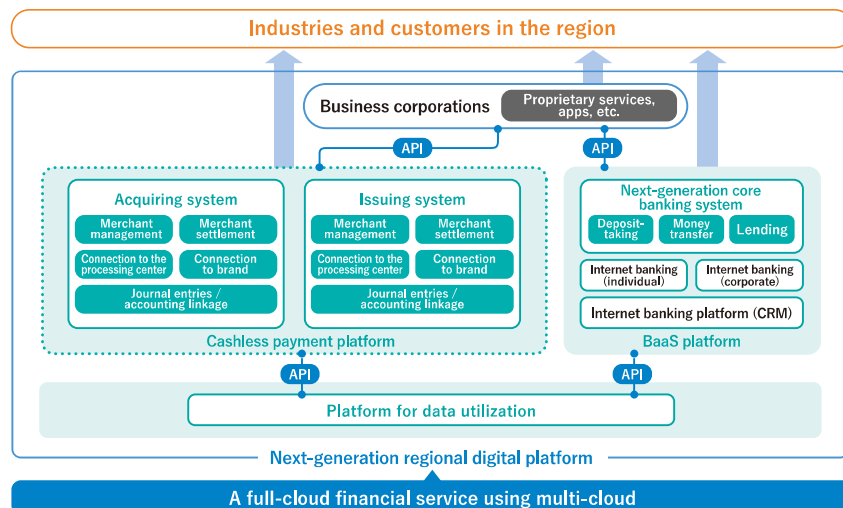 Industries and customers in the region
Business corporations
Proprietary services,
apps, etc.
API
API
Acquiring system
Merchant
management
Merchant
settlement
Connection to the
processing center
Connection
to brand
Journal entries /
accounting linkage
Issuing system
Merchant
management
Merchant
settlement
Connection to the
processing center
Connection
to brand
Journal entries /
accounting linkage
Cashless payment platform
Next-generation core
banking system
Deposit-
taking
Money
transfer
Lending
Internet banking
(individual)
Internet banking
(corporate)
Internet banking platform (CRM)
BaaS platform
API
API
Platform for data utilization
Next-generation regional digital platform
A full-cloud financial service using multi-cloud